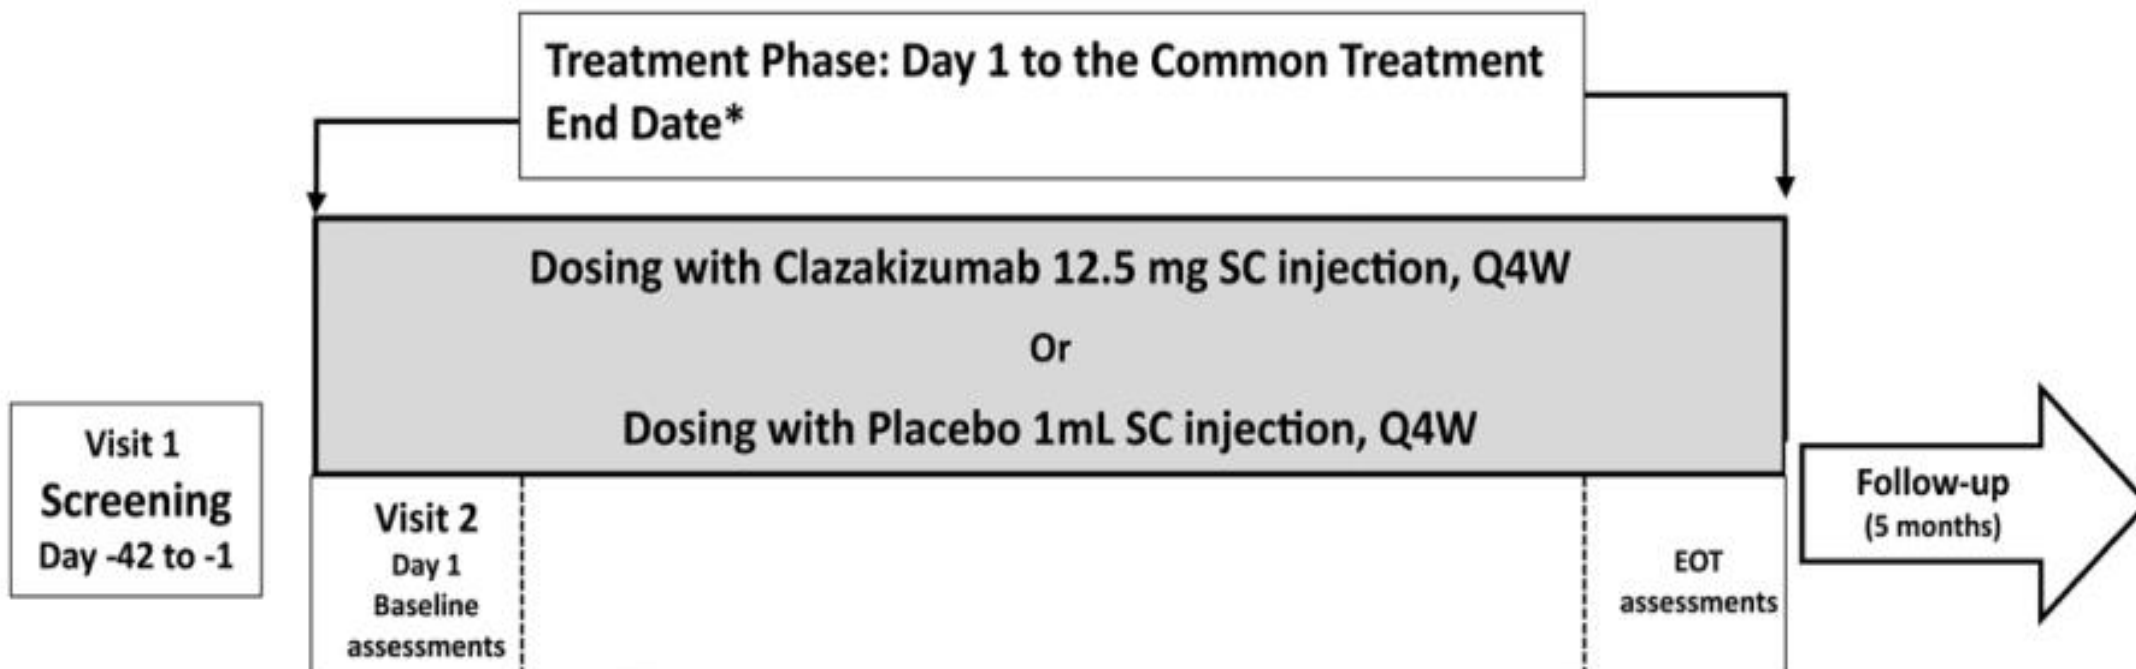 Treatment Phase: Day 1 to the Common Treatment
End Date*
Dosing with Clazakizumab 12.5 mg SC injection, Q4W
Or
Dosing with Placebo 1mL SC injection, Q4W
Visit 1
Screening
Day -42 to -1
Visit 2
Day 1
Baseline
assessments
EOT
assessments
Follow-up
(5 months)